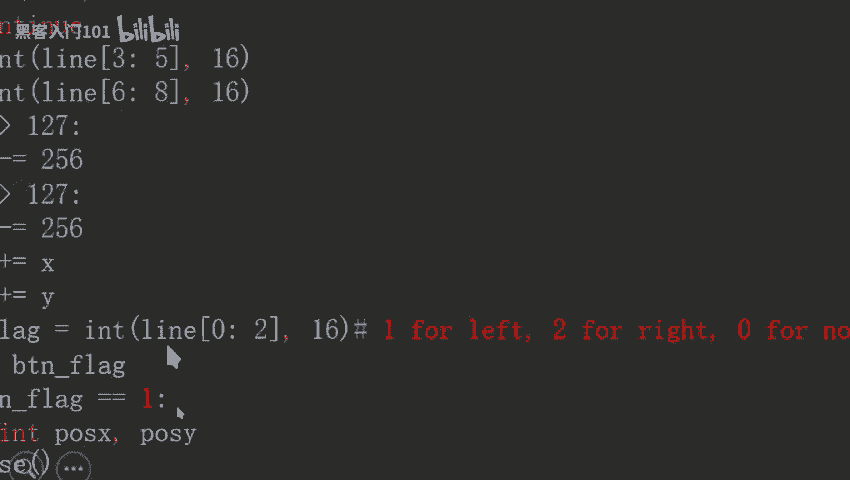 ntinue
黑客入门101 bilibili
nt(line[3: 5], 16)
nt(line[6: 8], 16)
> 127:
-= 256
> 127:
-= 256
+= x
+= y
lag = int(line[0: 2], 16)# 1 for left, 2 for right, 0 for no
btn_flag
n_flag == 1:
int posx, posy
se()